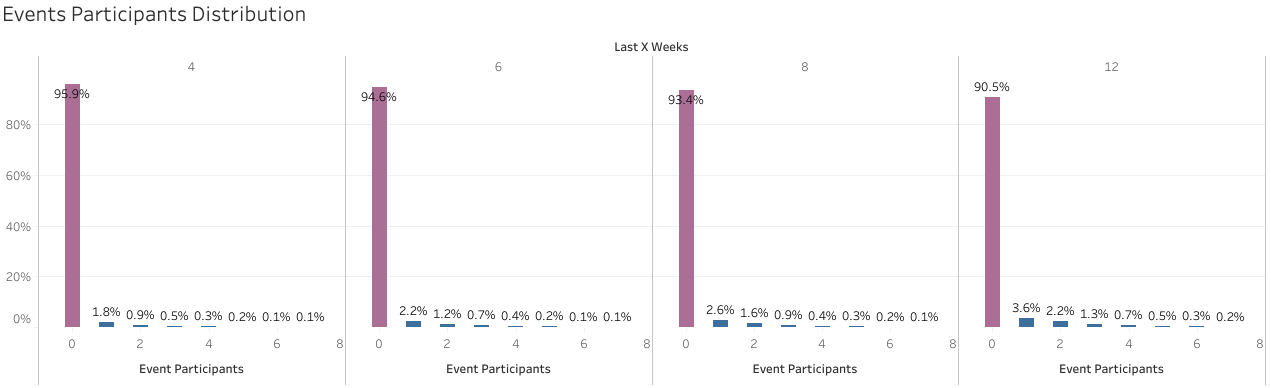 Events Participants Distribution
Last X Weeks
4 6 8 12
95.9% 94.6% 93.4% 90.5%
80%
60%
40%
20%
0%
1.8% 0.9% 0.5% 0.3% 0.2% 0.1% 0.1%
2.2% 1.2% 0.7% 0.4% 0.2% 0.1% 0.1%
2.6% 1.6% 0.9% 0.4% 0.3% 0.2% 0.1%
3.6% 2.2% 1.3% 0.7% 0.5% 0.3% 0.2%
0 2 4 6 8 0 2 4 6 8 0 2 4 6 8 0 2 4 6 8
Event Participants Event Participants Event Participants Event Participants